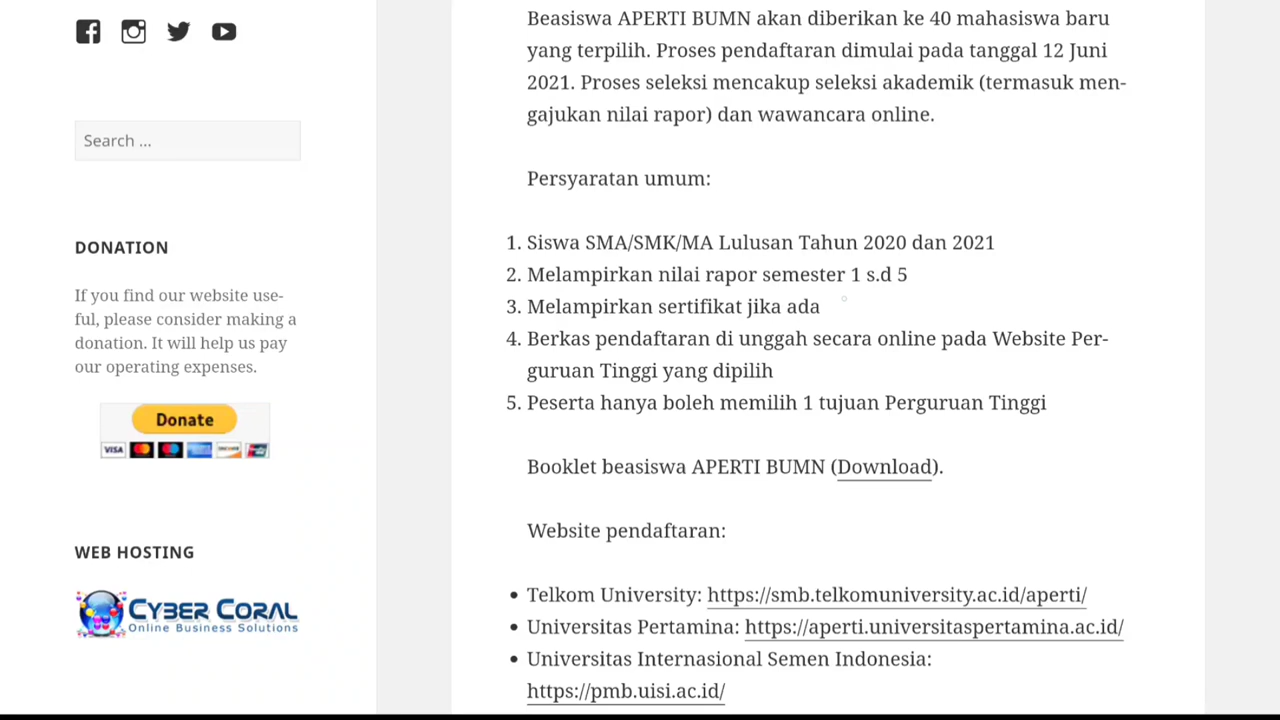 Search ...
DONATION
If you find our website use-
ful, please consider making a
donation. It will help us pay
our operating expenses.
Donate
VISA
WEB HOSTING
CYBER CORAL
Online Business Solutions
Beasiswa APERTI BUMN akan diberikan ke 40 mahasiswa baru
yang terpilih. Proses pendaftaran dimulai pada tanggal 12 Juni
2021. Proses seleksi mencakup seleksi akademik (termasuk men-
gajukan nilai rapor) dan wawancara online.
Persyaratan umum:
1. Siswa SMA/SMK/MA Lulusan Tahun 2020 dan 2021
2. Melampirkan nilai rapor semester 1 s.d 5
3. Melampirkan sertifikat jika ada
4. Berkas pendaftaran di unggah secara online pada Website Per-
guruan Tinggi yang dipilih
5. Peserta hanya boleh memilih 1 tujuan Perguruan Tinggi
Booklet beasiswa APERTI BUMN (Download).
Website pendaftaran:
• Telkom University: https://smb.telkomuniversity.ac.id/aperti/
• Universitas Pertamina: https://aperti.universitaspertamina.ac.id/
• Universitas Internasional Semen Indonesia:
https://pmb.uisi.ac.id/